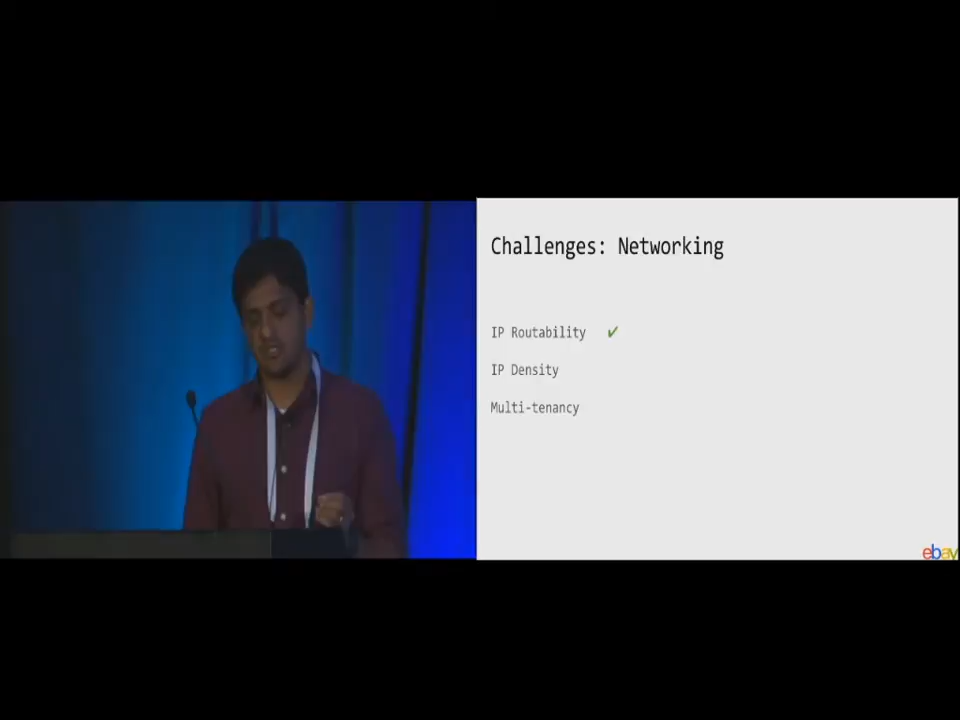 Challenges: Networking
IP Routability ✓
IP Density
Multi-tenancy
ebay